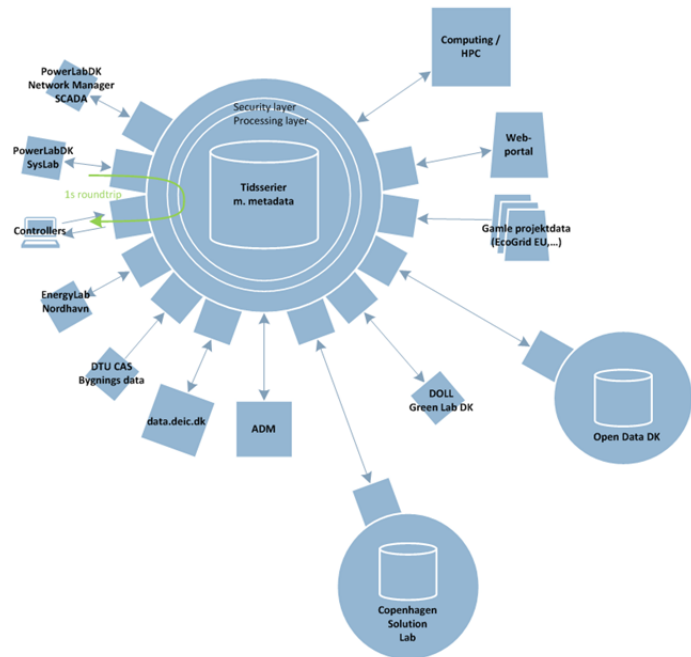 Computing /
HPC
PowerLabDK
Network Manager
SCADA
Security layer
Processing layer
Web-
portal
PowerLabDK
SysLab
Tidsserier
m. metadata
1s roundtrip
Controllers
Gamle projektdata
(EcoGrid EU,...)
EnergyLab
Nordhavn
DTU CAS
Bygnings data
data.deic.dk
ADM
DOLL
Green Lab DK
Open Data DK
Copenhagen
Solution
Lab